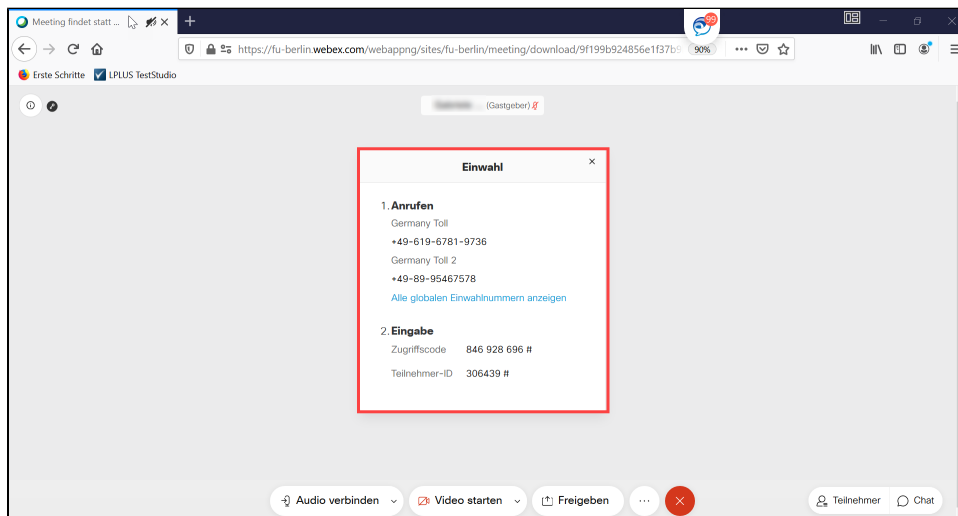 Meeting findet statt ...
99
https://fu-berlin.webex.com/webappng/sites/fu-berlin/meeting/download/9f199b924856e1f37b9
90%
Erste Schritte
LPLUS TestStudio
(Gastgeber)
Einwahl
1. Anrufen
Germany Toll
+49-619-6781-9736
Germany Toll 2
+49-89-95467578
Alle globalen Einwahlnummern anzeigen
2. Eingabe
Zugriffscode 846 928 696 #
Teilnehmer-ID 306439 #
Audio verbinden
Video starten
Freigeben
Teilnehmer
Chat